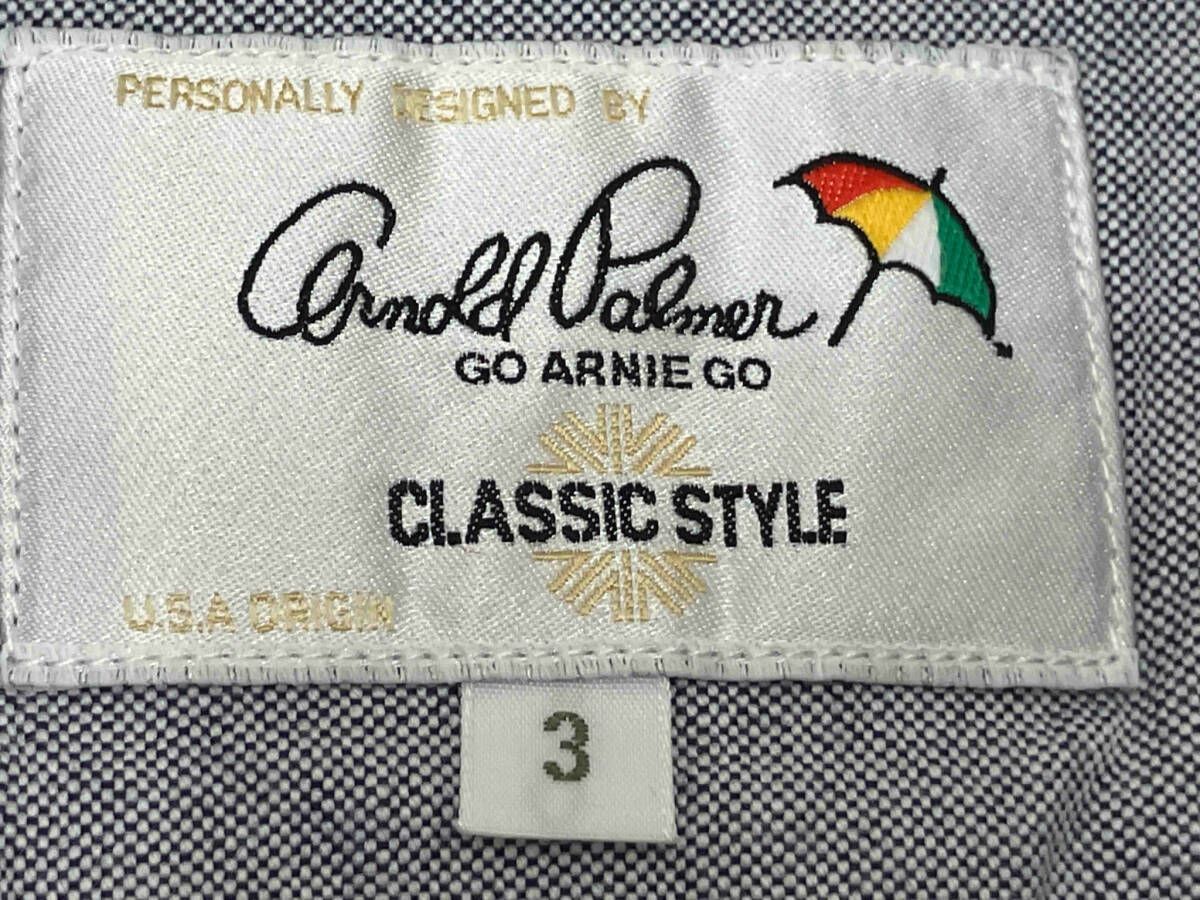 PERSONALLY DESIGNED BY
Arnold Palmer
GO ARNIE GO
CLASSIC STYLE
U.S.A ORIGIN
3